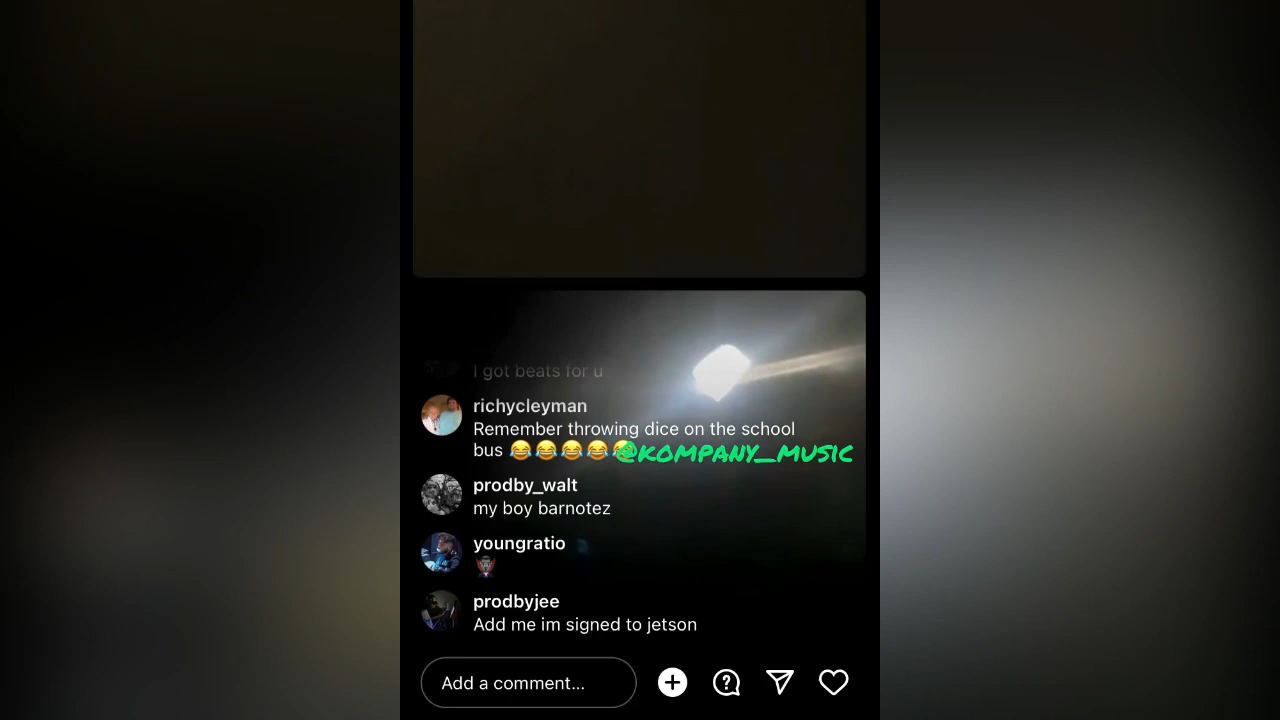 I got beats for u
richycleyman
Remember throwing dice on the school
bus 😂😂😂😂😂
@KOMPANY_MUSIC
prodby_walt
my boy barnotez
youngratio
prodbyjee
Add me im signed to jetson
Add a comment...